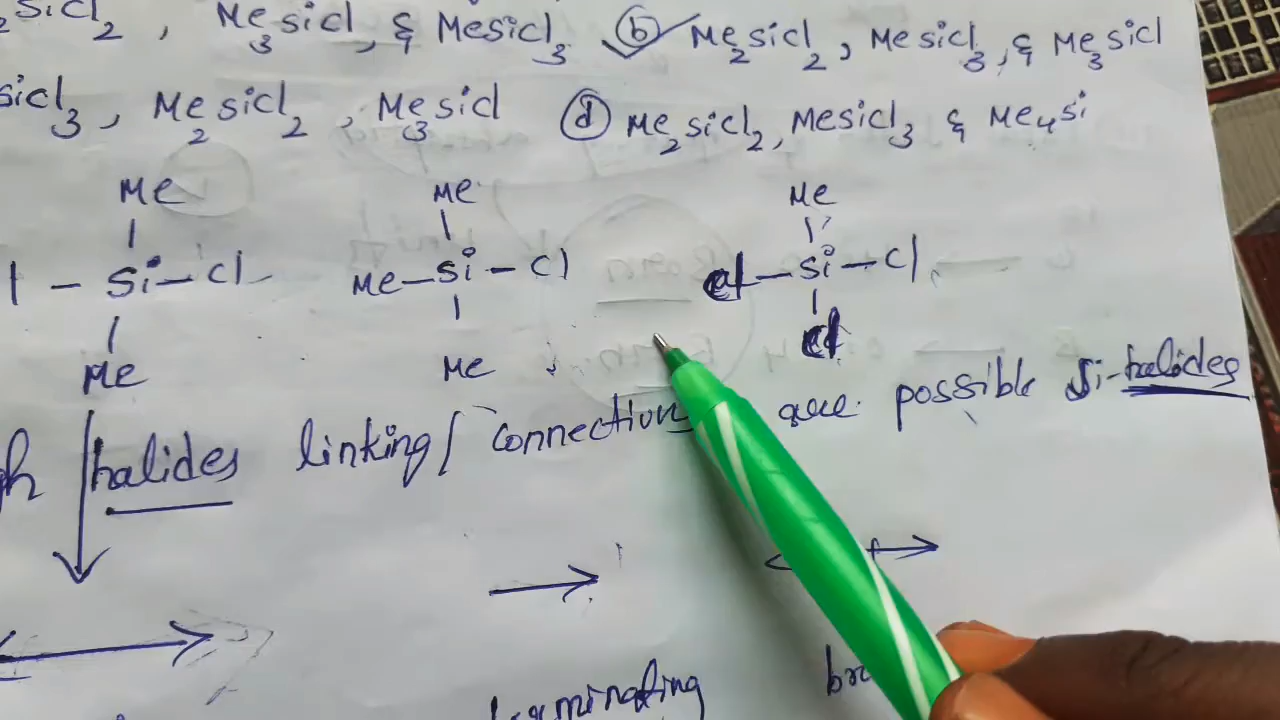 SiCl₂, Me₃SiCl, & MeSiCl₃ (b) Me₂SiCl₂, MeSiCl₃, & Me₃SiCl
SiCl₃, Me₂SiCl₂, Me₃SiCl (d) Me₂SiCl₂, MeSiCl₃ & Me₄Si
Me Me Me
l – Si – Cl Me – Si – Cl Cl – Si – Cl
Me Me Cl
halides linking/connection are possible Si-halides
terminating